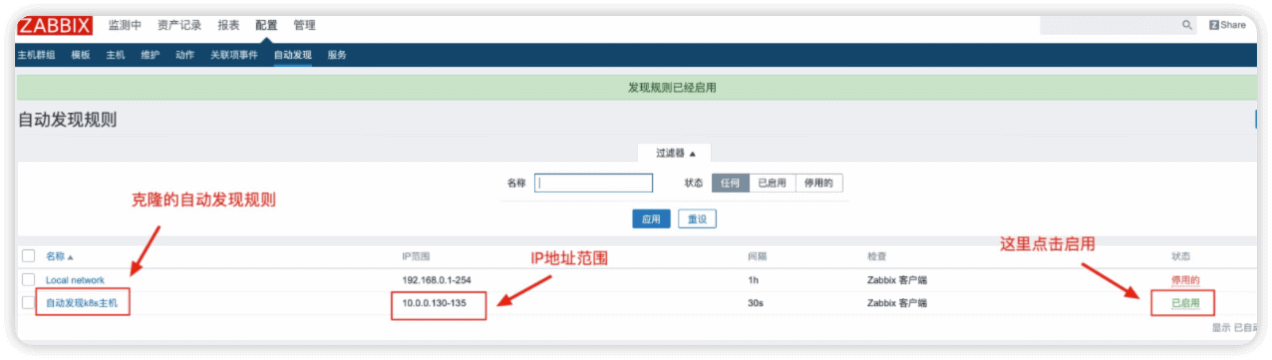 ZABBIX 监测中 资产记录 报表 配置 管理 Z Share
主机群组 模板 主机 维护 动作 关联项事件 自动发现 服务
发现规则已经启用
自动发现规则
过滤器 ▲
名称 状态 任何 已启用 停用的
克隆的自动发现规则
应用 重设
这里点击启用
名称 ▲ IP范围 IP地址范围 间隔 检查 状态
Local network 192.168.0.1-254 1h Zabbix 客户端 停用的
自动发现k8s主机 10.0.0.130-135 30s Zabbix 客户端 已启用
显示 已自动